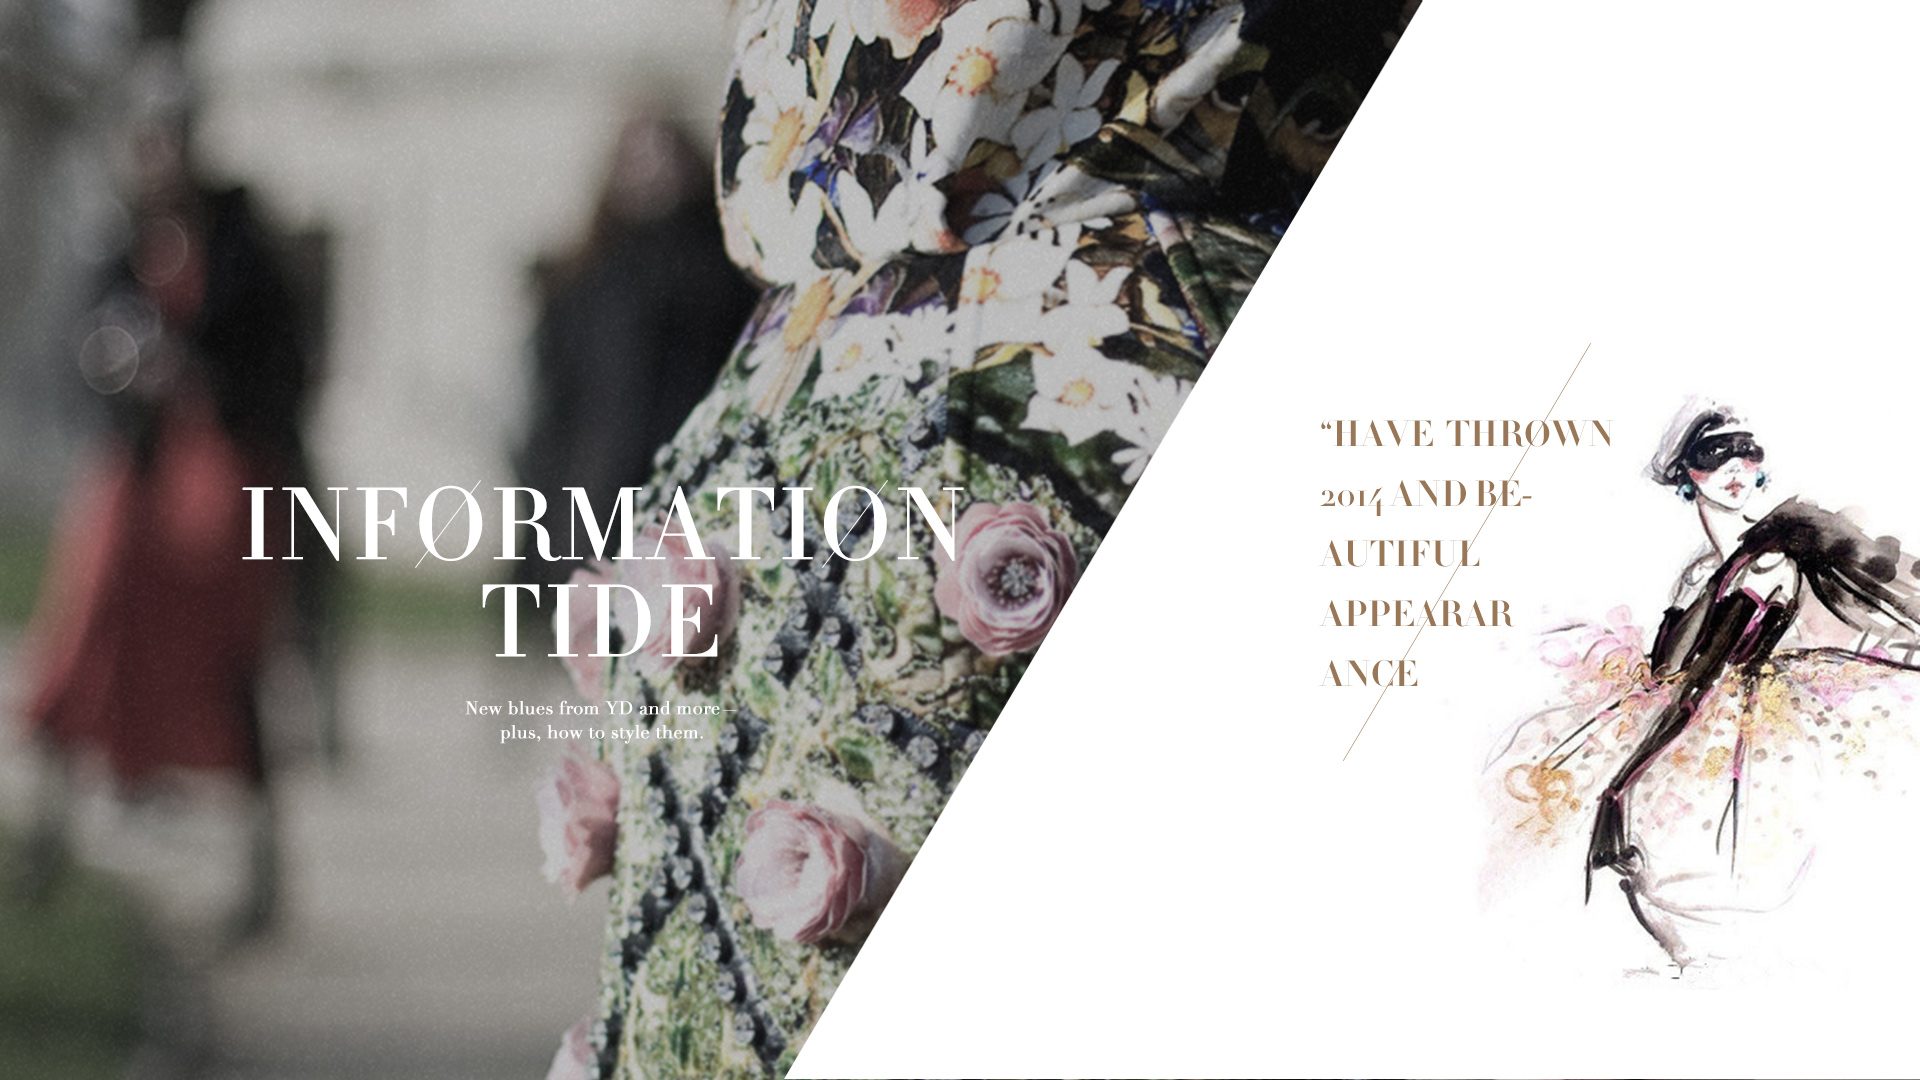 INFØRMATIØN
TIDE
New blues from YD and more—
plus, how to style them.
“HAVE THRØWN
2014 AND BE-
AUTIFUL
APPEARAR
ANCE